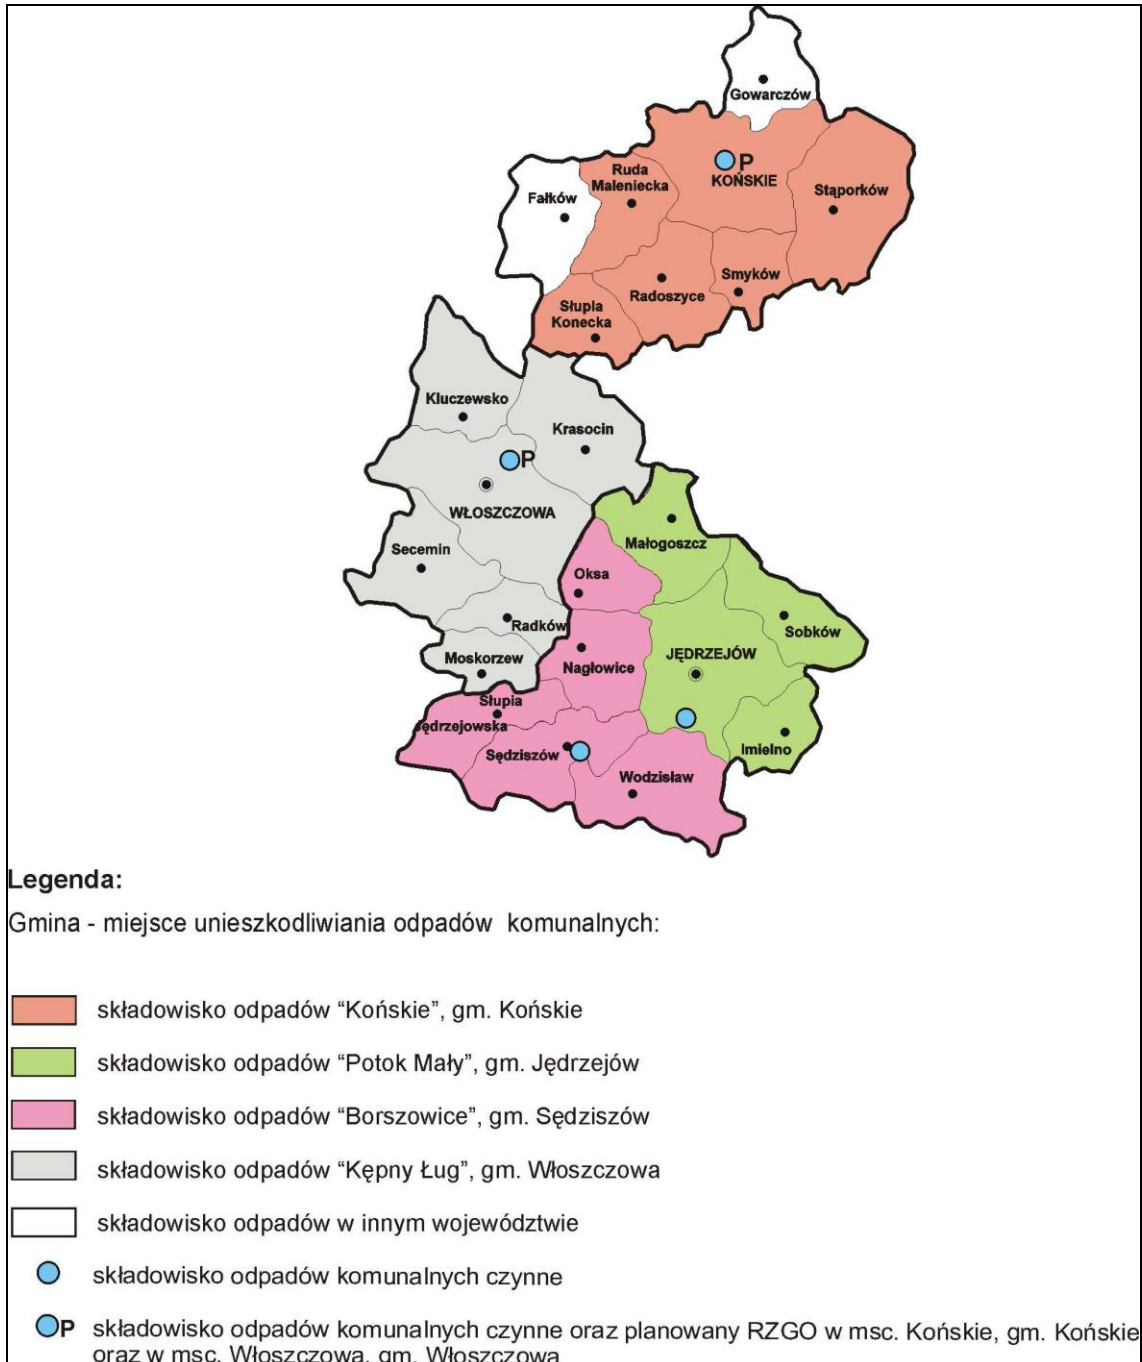 Gowarczów
P
KOŃSKIE
Ruda
Maleniecka
Stąporków
Fałków
Smyków
Radoszyce
Słupia
Konecka
Kluczewsko
Krasocin
P
WŁOSZCZOWA
Małogoszcz
Secemin
Oksa
Radków
Sobków
Moskorzew
JĘDRZEJÓW
Nagłowice
Słupia
Jędrzejowska
Sędziszów
Imielno
Wodzisław
Legenda:
Gmina - miejsce unieszkodliwiania odpadów komunalnych:
składowisko odpadów “Końskie”, gm. Końskie
składowisko odpadów “Potok Mały”, gm. Jędrzejów
składowisko odpadów “Borszowice”, gm. Sędziszów
składowisko odpadów “Kępny Ług”, gm. Włoszczowa
składowisko odpadów w innym województwie
składowisko odpadów komunalnych czynne
P składowisko odpadów komunalnych czynne oraz planowany RZGO w msc. Końskie, gm. Końskie
oraz w msc. Włoszczowa, gm. Włoszczowa